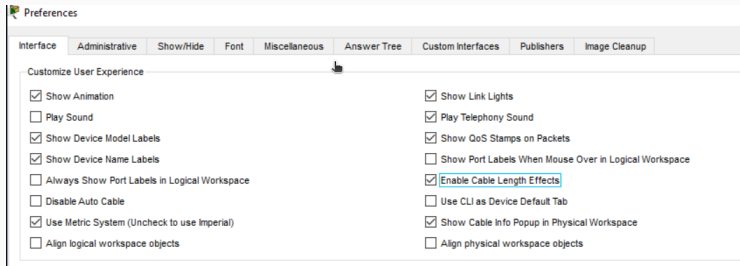 Preferences
Interface Administrative Show/Hide Font Miscellaneous Answer Tree Custom Interfaces Publishers Image Cleanup
Customize User Experience
Show Animation Show Link Lights
Play Sound Play Telephony Sound
Show Device Model Labels Show QoS Stamps on Packets
Show Device Name Labels Show Port Labels When Mouse Over in Logical Workspace
Always Show Port Labels in Logical Workspace Enable Cable Length Effects
Disable Auto Cable Use CLI as Device Default Tab
Use Metric System (Uncheck to use Imperial) Show Cable Info Popup in Physical Workspace
Align logical workspace objects Align physical workspace objects